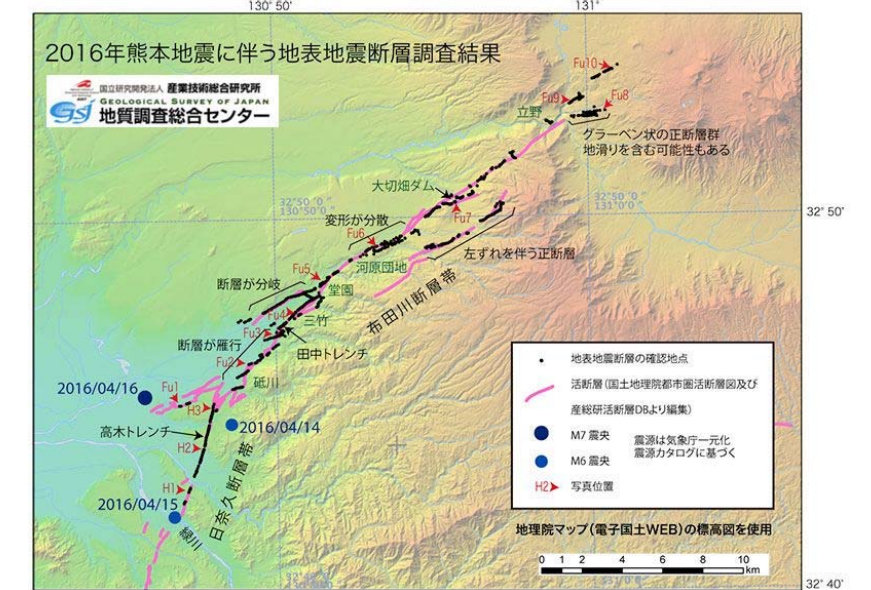 130° 50'
131°
2016年熊本地震に伴う地表地震断層調査結果
国立研究開発法人 産業技術総合研究所
GEOLOGICAL SURVEY OF JAPAN
地質調査総合センター
Fu10
Fu9
Fu8
立野
グラーベン状の正断層群
地滑りを含む可能性もある
大切畑ダム
32°50'0"
130°50'0"
32°50'0"
131°0'0"
32° 50'
変形が分散
Fu6
Fu7
左ずれを伴う正断層
河原団地
Fu5
断層が分岐
堂園
布田川断層帯
Fu4
三竹
Fu3
断層が雁行
田中トレンチ
Fu2
砥川
2016/04/16
Fu1
H3
2016/04/14
高木トレンチ
H2
日奈久断層帯
H1
2016/04/15
緑川
地表地震断層の確認地点
活断層(国土地理院都市圏活断層図及び
産総研活断層DBより編集)
M7 震央
震源は気象庁一元化
震源カタログに基づく
M6 震央
H2 写真位置
地理院マップ(電子国土WEB)の標高図を使用
0 1 2 4 6 8 10
km
32° 40'